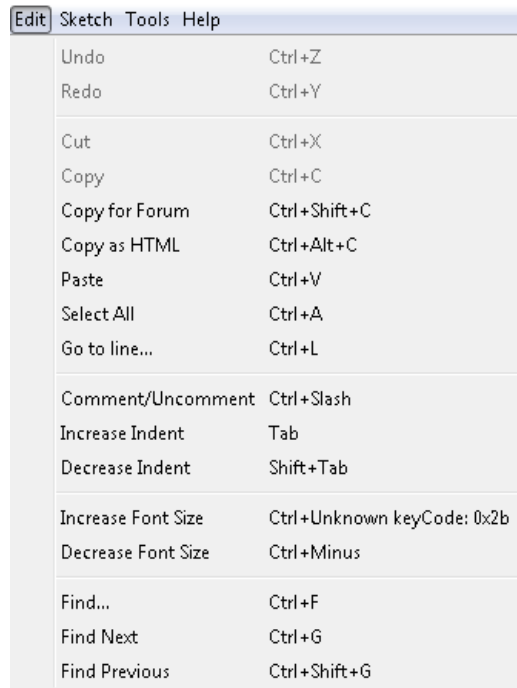 Edit Sketch Tools Help
Undo Ctrl+Z
Redo Ctrl+Y
Cut Ctrl+X
Copy Ctrl+C
Copy for Forum Ctrl+Shift+C
Copy as HTML Ctrl+Alt+C
Paste Ctrl+V
Select All Ctrl+A
Go to line... Ctrl+L
Comment/Uncomment Ctrl+Slash
Increase Indent Tab
Decrease Indent Shift+Tab
Increase Font Size Ctrl+Unknown keyCode: 0x2b
Decrease Font Size Ctrl+Minus
Find... Ctrl+F
Find Next Ctrl+G
Find Previous Ctrl+Shift+G